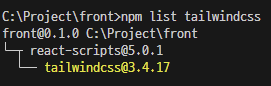 C:\Project\front>npm list tailwindcss
front@0.1.0 C:\Project\front
└─┬ react-scripts@5.0.1
  └── tailwindcss@3.4.17